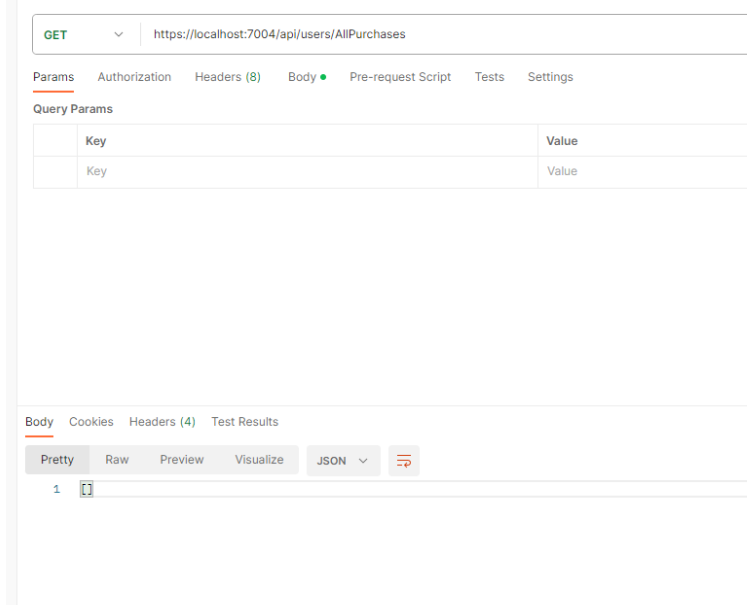 GET https://localhost:7004/api/users/AllPurchases
Params Authorization Headers (8) Body Pre-request Script Tests Settings
Query Params
Key Value
Key Value
Body Cookies Headers (4) Test Results
Pretty Raw Preview Visualize JSON
1 []